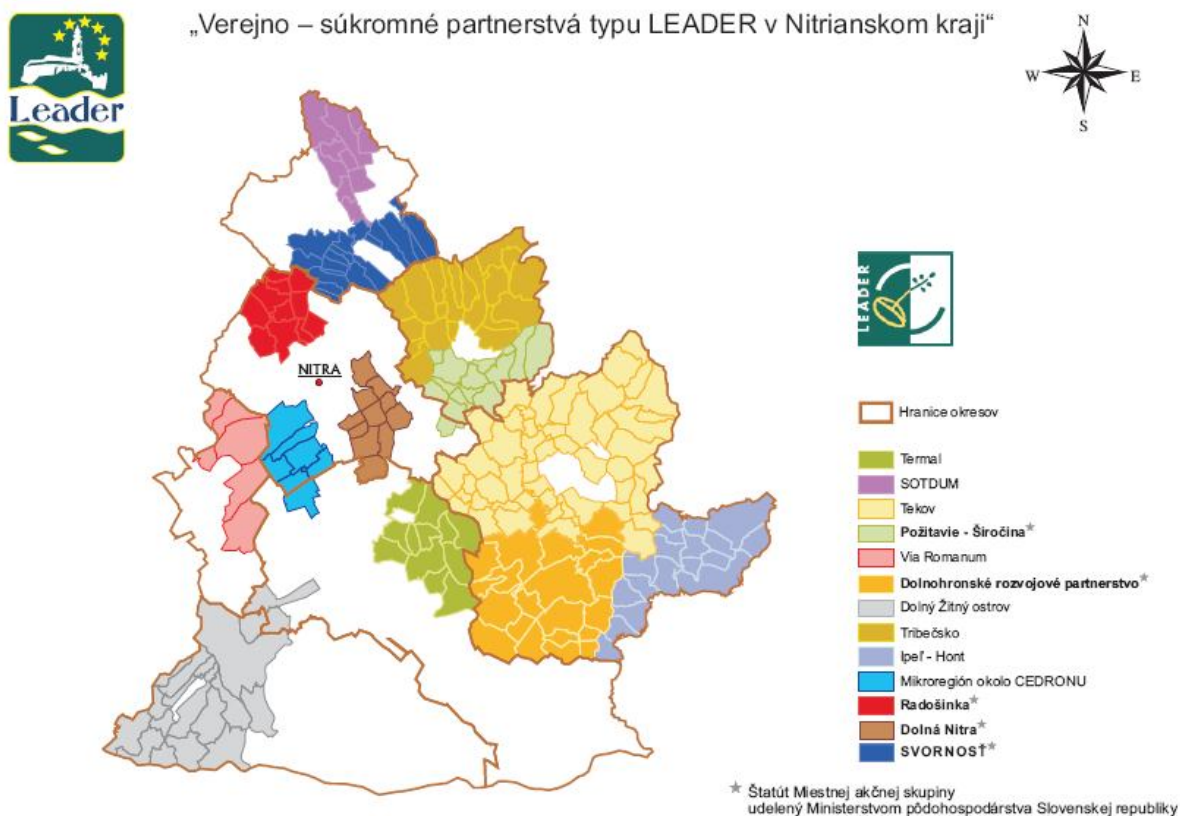 „Verejno – súkromné partnerstvá typu LEADER v Nitrianskom kraji“
Leader
N
W E
S
NITRA
LEADER
Hranice okresov
Termal
SOTDUM
Tekov
Požitavie - Širočina★
Via Romanum
Dolnohronské rozvojové partnerstvo★
Dolný Žitný ostrov
Tribečsko
Ipeľ - Hont
Mikroregión okolo CEDRONU
Radošinka★
Dolná Nitra★
SVORNOSŤ★
★ Štatút Miestnej akčnej skupiny
udelený Ministerstvom pôdohospodárstva Slovenskej republiky